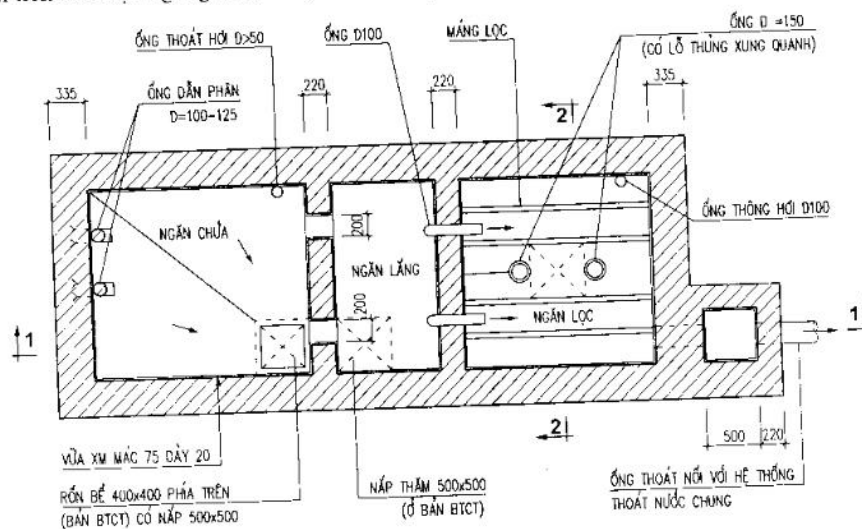 ỐNG THOÁT HƠI D>50
ỐNG D100
MÁNG LỌC
ỐNG D =150
(CÓ LỖ THỦNG XUNG QUANH)
335
ỐNG DẪN PHÂN
D=100-125
220
220
335
2
ỐNG THÔNG HƠI D100
NGĂN CHỨA
200
NGĂN LẮNG
200
NGĂN LỌC
1
1
2
500
220
VỮA XM MÁC 75 DẦY 20
RỐN BỂ 400x400 PHÍA TRÊN
(BẢN BTCT) CÓ NẮP 500x500
NẮP THĂM 500x500
(Ở BẢN BTCT)
ỐNG THOÁT NỐI VỚI HỆ THỐNG
THOÁT NƯỚC CHUNG